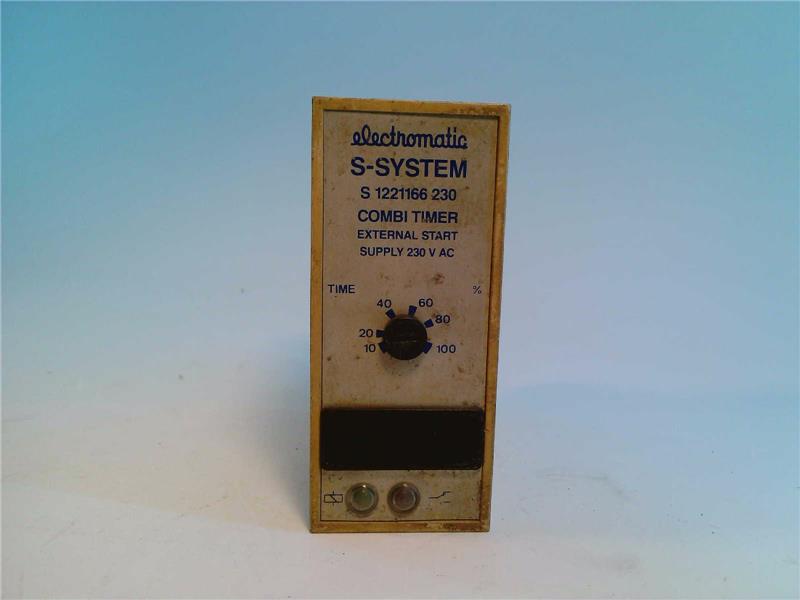 electromatic
S-SYSTEM
S 1221166 230
COMBI TIMER
EXTERNAL START
SUPPLY 230 V AC
TIME %
40 60
20 80
10 100